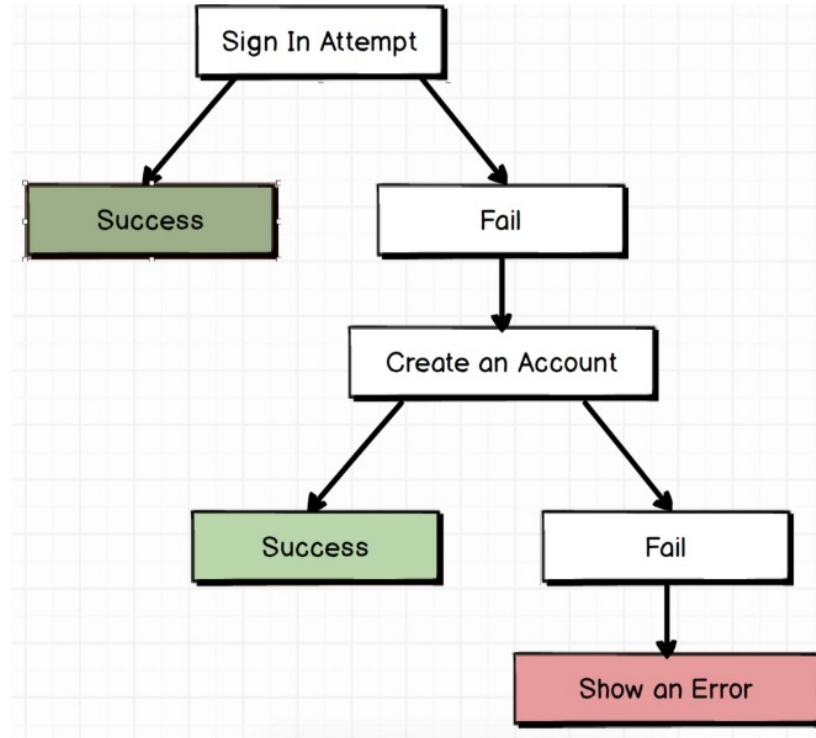 Sign In Attempt
Success
Fail
Create an Account
Success
Fail
Show an Error